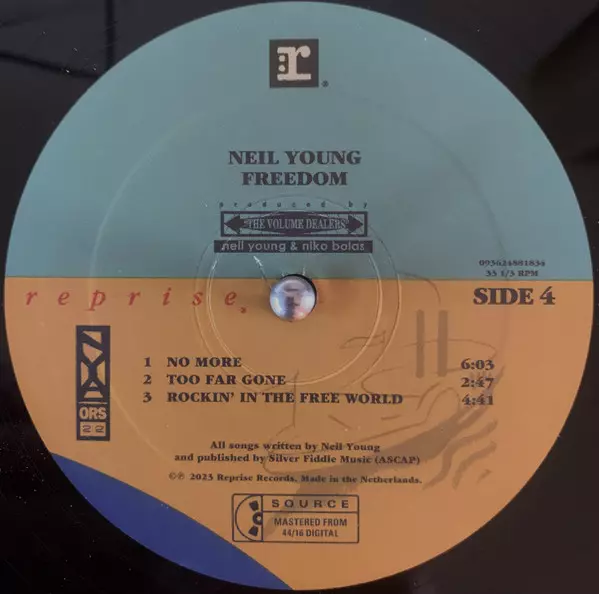 r
NEIL YOUNG
FREEDOM
produced by
THE VOLUME DEALERS
neil young & niko bolas
093624881834
33 1/3 RPM
reprise
SIDE 4
1 NO MORE 6:03
2 TOO FAR GONE 2:47
3 ROCKIN' IN THE FREE WORLD 4:41
ORS
22
All songs written by Neil Young
and published by Silver Fiddle Music (ASCAP)
©℗ 2023 Reprise Records, Made in the Netherlands.
SOURCE
MASTERED FROM
44/16 DIGITAL